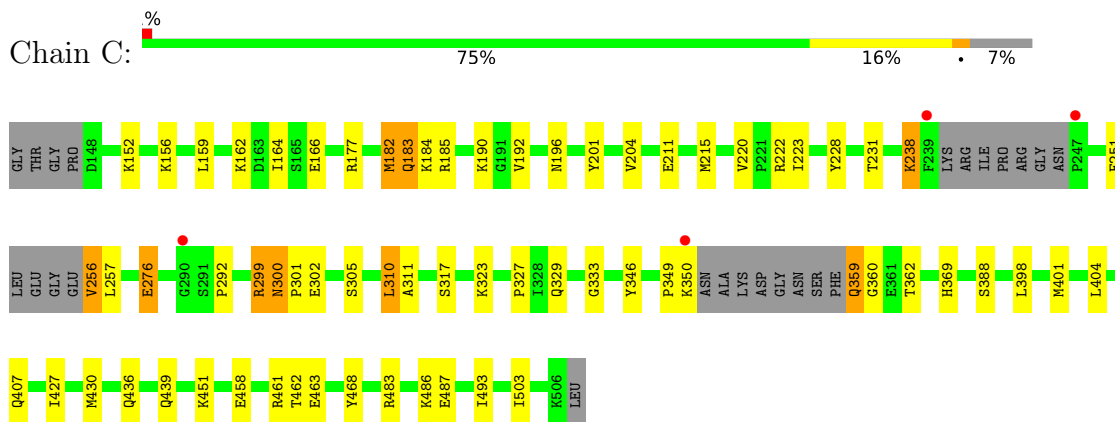 .%
Chain C:
75% 16% • 7%
GLY THR GLY PRO D148 K152 K156 L159 K162 D163 I164 S165 E166 R177 M182 Q183 K184 R185 K190 G191 V192 N196 Y201 V204 E211 M215 V220 P221 R222 I223 Y228 T231 K238 F239 LYS ARG ILE PRO ARG GLY ASN P247
LEU GLU GLY GLU V256 L257 E276 G290 S291 P292 R299 N300 P301 E302 S305 L310 A311 S317 K323 P327 I328 Q329 G333 Y346 P349 K350 ASN ALA LYS ASP GLY ASN SER PHE Q359 G360 E361 T362 H369 S388 L398 M401 L404
Q407 I427 M430 Q436 Q439 K451 E458 R461 T462 E463 Y468 R483 K486 E487 I493 I503 K506 LEU